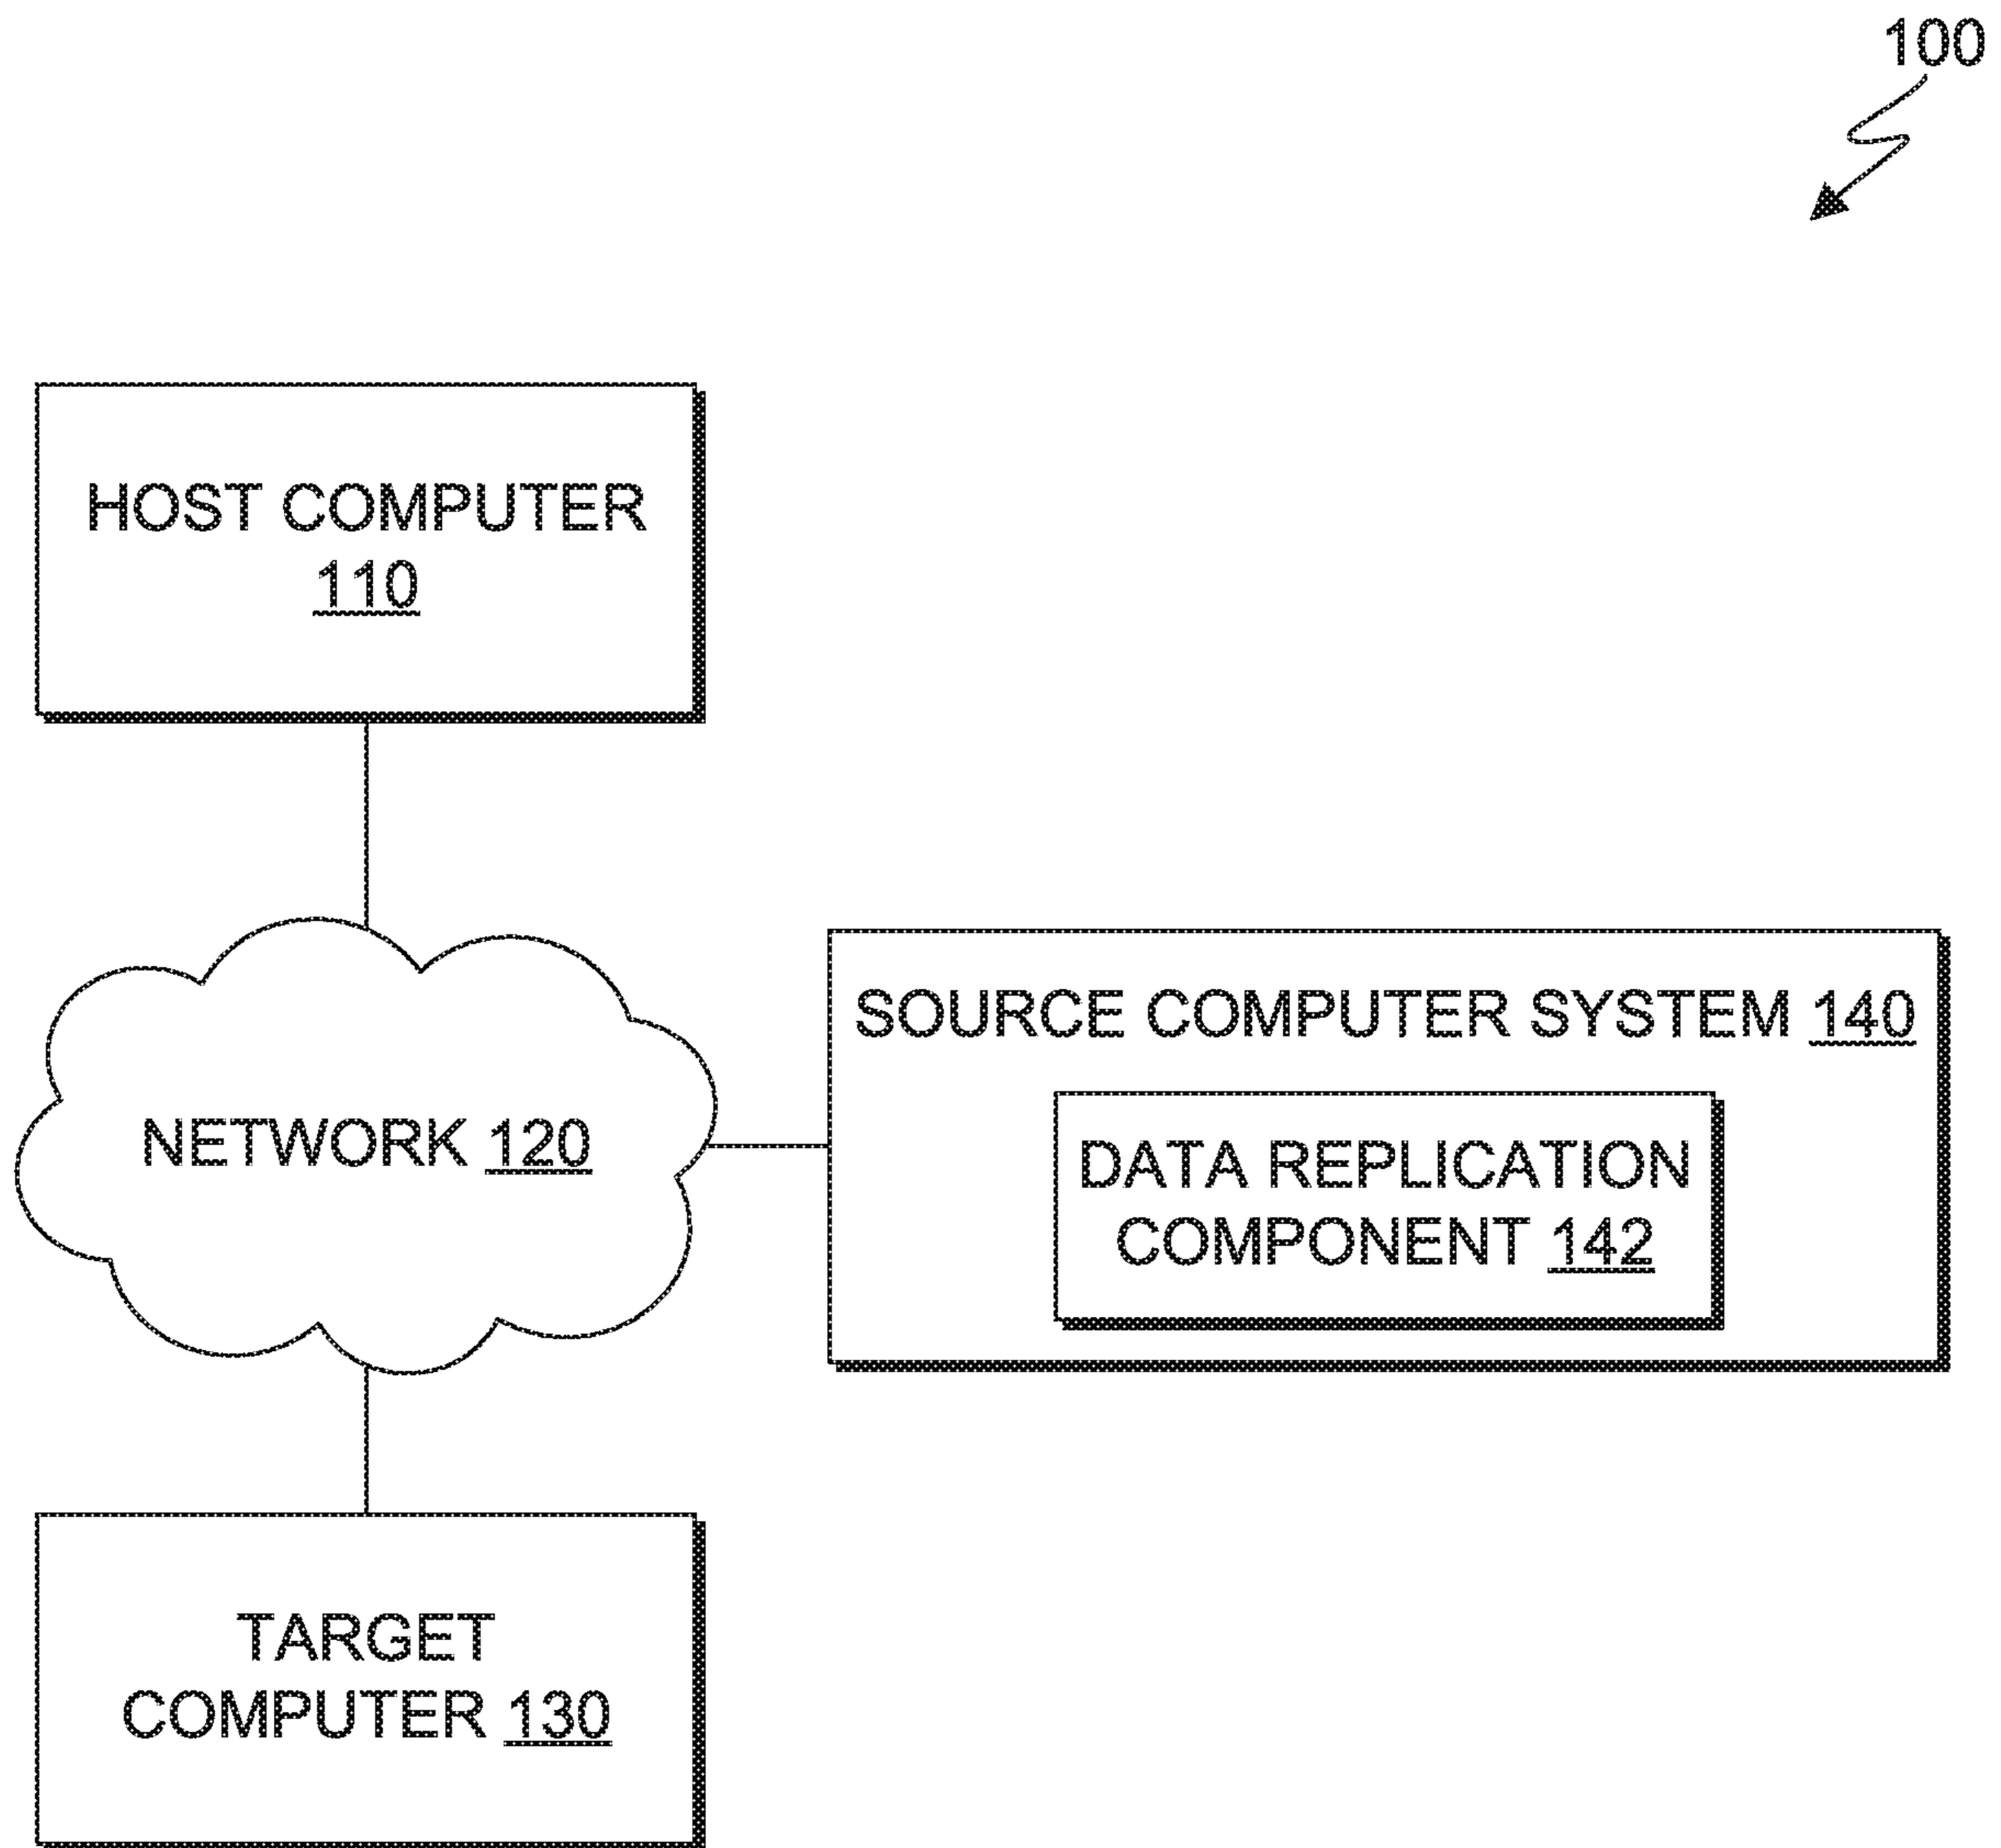 100
HOST COMPUTER
110
NETWORK 120
SOURCE COMPUTER SYSTEM 140
DATA REPLICATION
COMPONENT 142
TARGET
COMPUTER 130